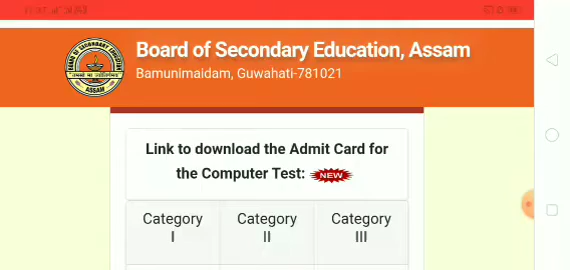 Board of Secondary Education, Assam
Bamunimaidam, Guwahati-781021
Link to download the Admit Card for
the Computer Test: NEW
Category Category Category
I II III